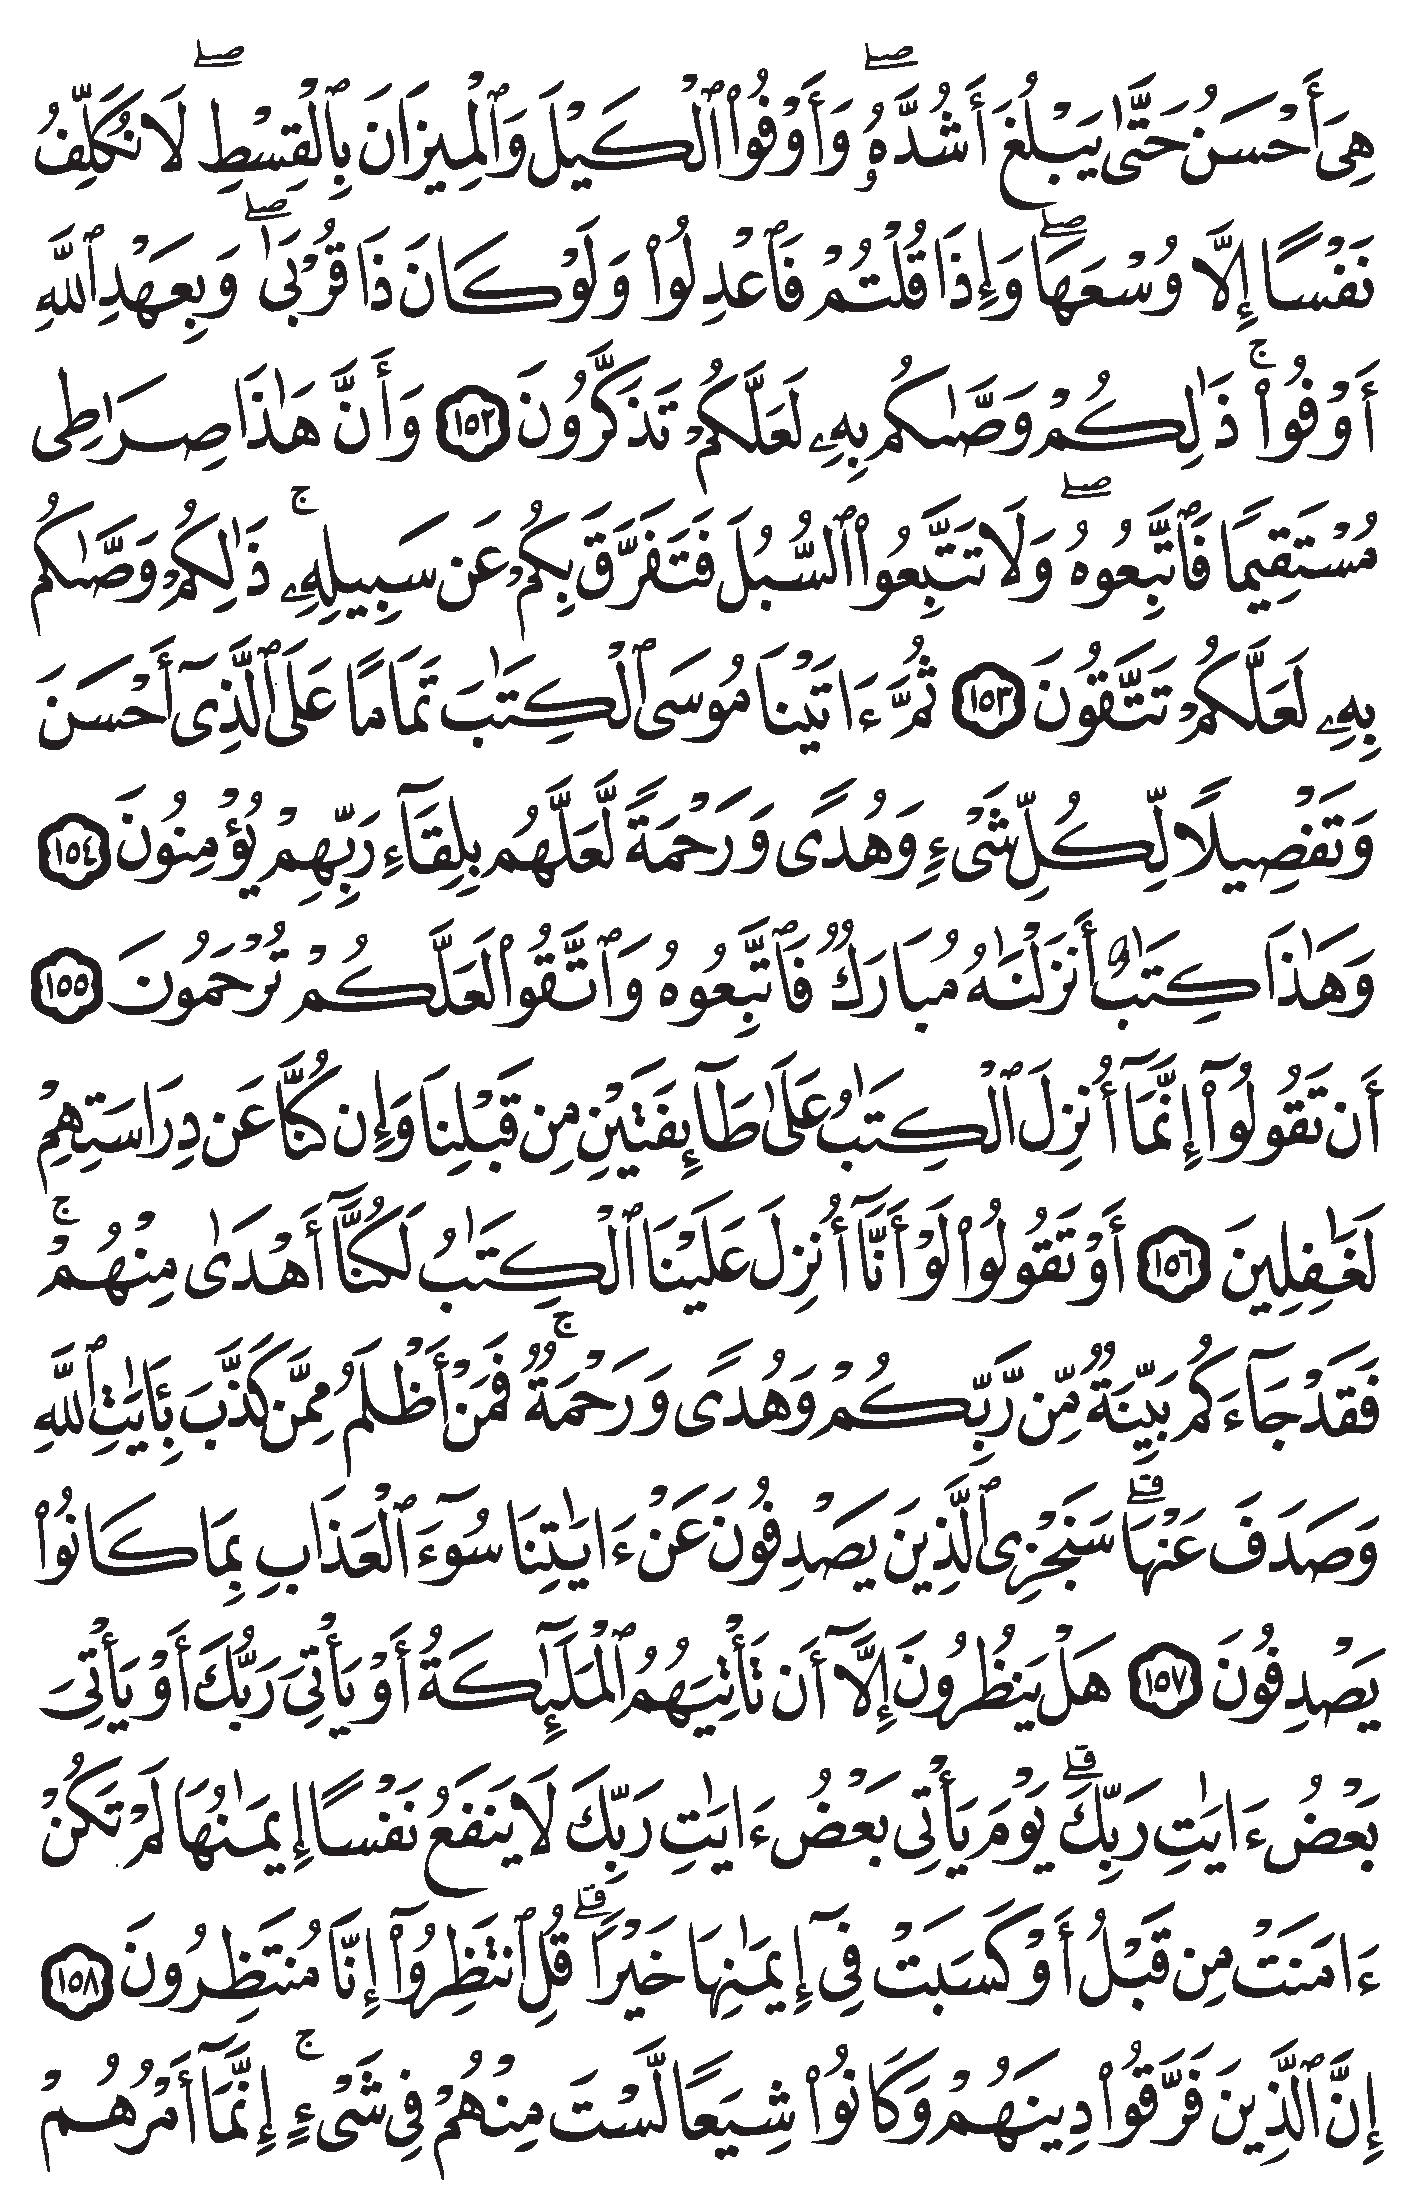 هِىَ أَحْسَنُ حَتَّىٰ يَبْلُغَ أَشُدَّهُۥ ۖ وَأَوْفُوا۟ ٱلْكَيْلَ وَٱلْمِيزَانَ بِٱلْقِسْطِ ۖ لَا نُكَلِّفُ
نَفْسًا إِلَّا وُسْعَهَا ۖ وَإِذَا قُلْتُمْ فَٱعْدِلُوا۟ وَلَوْ كَانَ ذَا قُرْبَىٰ ۖ وَبِعَهْدِ ٱللَّهِ
أَوْفُوا۟ ۚ ذَٰلِكُمْ وَصَّىٰكُم بِهِۦ لَعَلَّكُمْ تَذَكَّرُونَ ١٥٢ وَأَنَّ هَٰذَا صِرَٰطِى
مُسْتَقِيمًا فَٱتَّبِعُوهُ ۖ وَلَا تَتَّبِعُوا۟ ٱلسُّبُلَ فَتَفَرَّقَ بِكُمْ عَن سَبِيلِهِۦ ۚ ذَٰلِكُمْ وَصَّىٰكُم
بِهِۦ لَعَلَّكُمْ تَتَّقُونَ ١٥٣ ثُمَّ ءَاتَيْنَا مُوسَى ٱلْكِتَٰبَ تَمَامًا عَلَى ٱلَّذِىٓ أَحْسَنَ
وَتَفْصِيلًا لِّكُلِّ شَىْءٍ وَهُدًى وَرَحْمَةً لَّعَلَّهُم بِلِقَآءِ رَبِّهِمْ يُؤْمِنُونَ ١٥٤
وَهَٰذَا كِتَٰبٌ أَنزَلْنَٰهُ مُبَارَكٌ فَٱتَّبِعُوهُ وَٱتَّقُوا۟ لَعَلَّكُمْ تُرْحَمُونَ ١٥٥
أَن تَقُولُوٓا۟ إِنَّمَآ أُنزِلَ ٱلْكِتَٰبُ عَلَىٰ طَآئِفَتَيْنِ مِن قَبْلِنَا وَإِن كُنَّا عَن دِرَاسَتِهِمْ
لَغَٰفِلِينَ ١٥٦ أَوْ تَقُولُوا۟ لَوْ أَنَّآ أُنزِلَ عَلَيْنَا ٱلْكِتَٰبُ لَكُنَّآ أَهْدَىٰ مِنْهُمْ ۚ
فَقَدْ جَآءَكُم بَيِّنَةٌ مِّن رَّبِّكُمْ وَهُدًى وَرَحْمَةٌ ۚ فَمَنْ أَظْلَمُ مِمَّن كَذَّبَ بِـَٔايَٰتِ ٱللَّهِ
وَصَدَفَ عَنْهَا ۗ سَنَجْزِى ٱلَّذِينَ يَصْدِفُونَ عَنْ ءَايَٰتِنَا سُوٓءَ ٱلْعَذَابِ بِمَا كَانُوا۟
يَصْدِفُونَ ١٥٧ هَلْ يَنظُرُونَ إِلَّآ أَن تَأْتِيَهُمُ ٱلْمَلَٰٓئِكَةُ أَوْ يَأْتِىَ رَبُّكَ أَوْ يَأْتِىَ
بَعْضُ ءَايَٰتِ رَبِّكَ ۗ يَوْمَ يَأْتِى بَعْضُ ءَايَٰتِ رَبِّكَ لَا يَنفَعُ نَفْسًا إِيمَٰنُهَا لَمْ تَكُنْ
ءَامَنَتْ مِن قَبْلُ أَوْ كَسَبَتْ فِىٓ إِيمَٰنِهَا خَيْرًا ۗ قُلِ ٱنتَظِرُوٓا۟ إِنَّا مُنتَظِرُونَ ١٥٨
إِنَّ ٱلَّذِينَ فَرَّقُوا۟ دِينَهُمْ وَكَانُوا۟ شِيَعًا لَّسْتَ مِنْهُمْ فِى شَىْءٍ ۚ إِنَّمَآ أَمْرُهُمْ